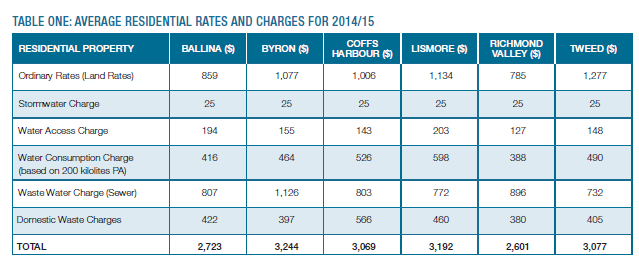 TABLE ONE: AVERAGE RESIDENTIAL RATES AND CHARGES FOR 2014/15
RESIDENTIAL PROPERTY BALLINA ($) BYRON ($) COFFS HARBOUR ($) LISMORE ($) RICHMOND VALLEY ($) TWEED ($)
Ordinary Rates (Land Rates) 859 1,077 1,006 1,134 785 1,277
Stormwater Charge 25 25 25 25 25 25
Water Access Charge 194 155 143 203 127 148
Water Consumption Charge (based on 200 kilolites PA) 416 464 526 598 388 490
Waste Water Charge (Sewer) 807 1,126 803 772 896 732
Domestic Waste Charges 422 397 566 460 380 405
TOTAL 2,723 3,244 3,069 3,192 2,601 3,077